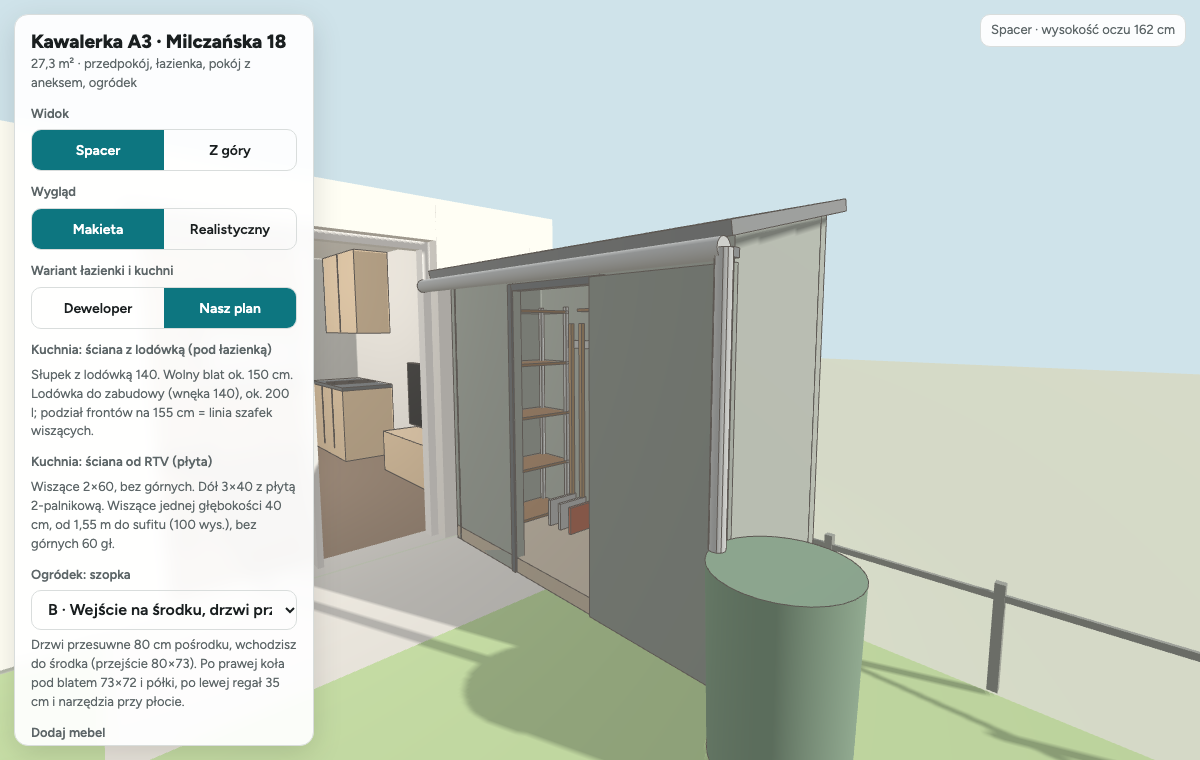 Kawalerka A3 · Milczańska 18
27,3 m² · przedpokój, łazienka, pokój z
aneksem, ogródek
Widok
Spacer
Z góry
Wygląd
Makieta
Realistyczny
Wariant łazienki i kuchni
Deweloper
Nasz plan
Kuchnia: ściana z lodówką (pod łazienką)
Słupek z lodówką 140. Wolny blat ok. 150 cm.
Lodówka do zabudowy (wnęka 140), ok. 200
l; podział frontów na 155 cm = linia szafek
wiszących.
Kuchnia: ściana od RTV (płyta)
Wiszące 2×60, bez górnych. Dół 3×40 z płytą
2-palnikową. Wiszące jednej głębokości 40
cm, od 1,55 m do sufitu (100 wys.), bez
górnych 60 gł.
Ogródek: szopka
B · Wejście na środku, drzwi prz
Drzwi przesuwne 80 cm pośrodku, wchodzisz
do środka (przejście 80×73). Po prawej koła
pod blatem 73×72 i półki, po lewej regał 35
cm i narzędzia przy płocie.
Dodaj mebel
Spacer · wysokość oczu 162 cm